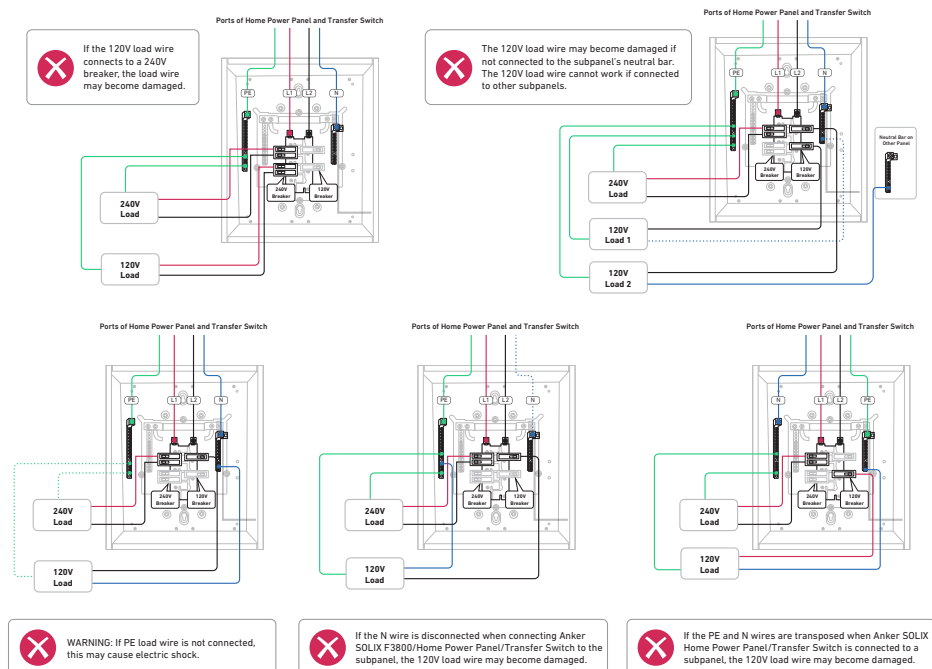 Ports of Home Power Panel and Transfer Switch
If the 120V load wire
connects to a 240V
breaker, the load wire
may become damaged.
PE
L1
L2
N
240V
Breaker
120V
Breaker
240V
Load
120V
Load
Ports of Home Power Panel and Transfer Switch
The 120V load wire may become damaged if
not connected to the subpanel's neutral bar.
The 120V load wire cannot work if connected
to other subpanels.
PE
L1
L2
N
Neutral Bar on
Other Panel
240V
Breaker
120V
Breaker
240V
Load
120V
Load 1
120V
Load 2
Ports of Home Power Panel and Transfer Switch
PE
L1
L2
N
240V
Breaker
120V
Breaker
240V
Load
120V
Load
WARNING: If PE load wire is not connected,
this may cause electric shock.
Ports of Home Power Panel and Transfer Switch
PE
L1
L2
N
240V
Breaker
120V
Breaker
240V
Load
120V
Load
If the N wire is disconnected when connecting Anker
SOLIX F3800/Home Power Panel/Transfer Switch to the
subpanel, the 120V load wire may become damaged.
Ports of Home Power Panel and Transfer Switch
N
L1
L2
PE
240V
Breaker
120V
Breaker
240V
Load
120V
Load
If the PE and N wires are transposed when Anker SOLIX
Home Power Panel/Transfer Switch is connected to a
subpanel, the 120V load wire may become damaged.